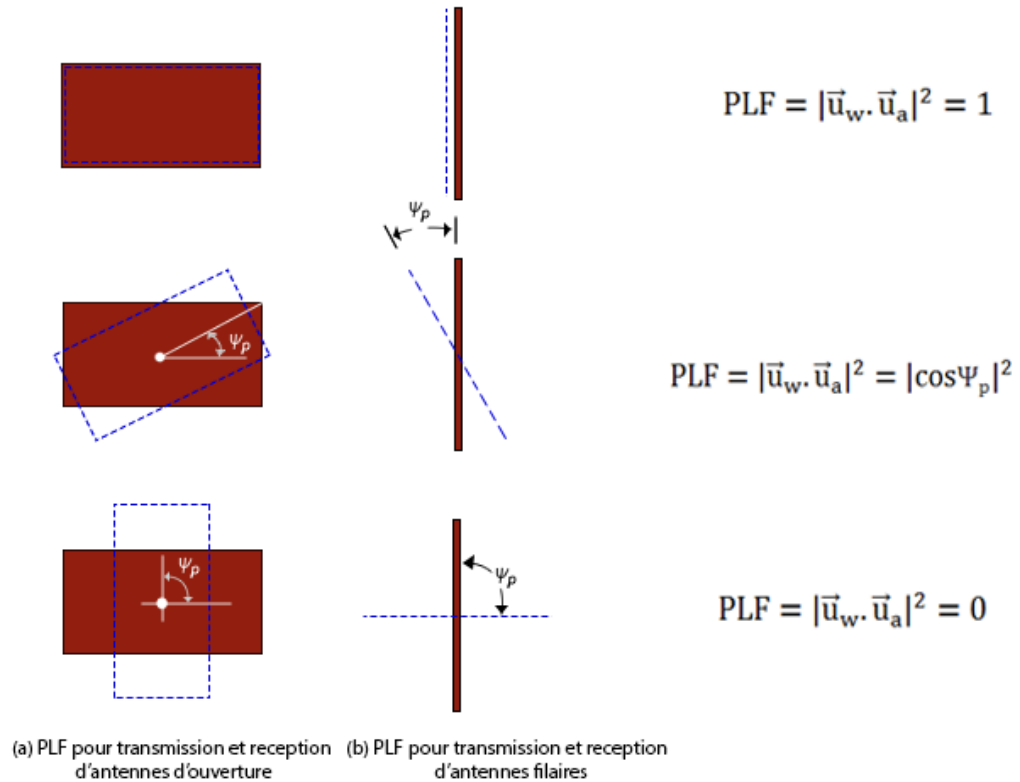 PLF = |u⃗w. u⃗a|² = 1
Ψp
Ψp
PLF = |u⃗w. u⃗a|² = |cosΨp|²
Ψp
Ψp
PLF = |u⃗w. u⃗a|² = 0
(a) PLF pour transmission et reception
d'antennes d'ouverture
(b) PLF pour transmission et reception
d'antennes filaires